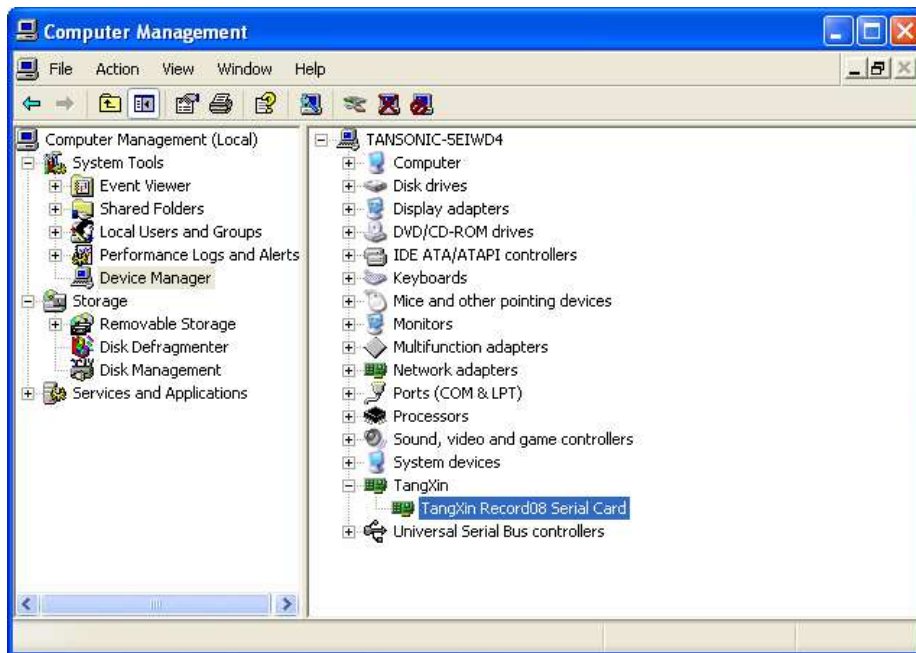 Computer Management
File Action View Window Help
Computer Management (Local)
System Tools
Event Viewer
Shared Folders
Local Users and Groups
Performance Logs and Alerts
Device Manager
Storage
Removable Storage
Disk Defragmenter
Disk Management
Services and Applications
TANSONIC-5EIWD4
Computer
Disk drives
Display adapters
DVD/CD-ROM drives
IDE ATA/ATAPI controllers
Keyboards
Mice and other pointing devices
Monitors
Multifunction adapters
Network adapters
Ports (COM & LPT)
Processors
Sound, video and game controllers
System devices
TangXin
TangXin Record08 Serial Card
Universal Serial Bus controllers